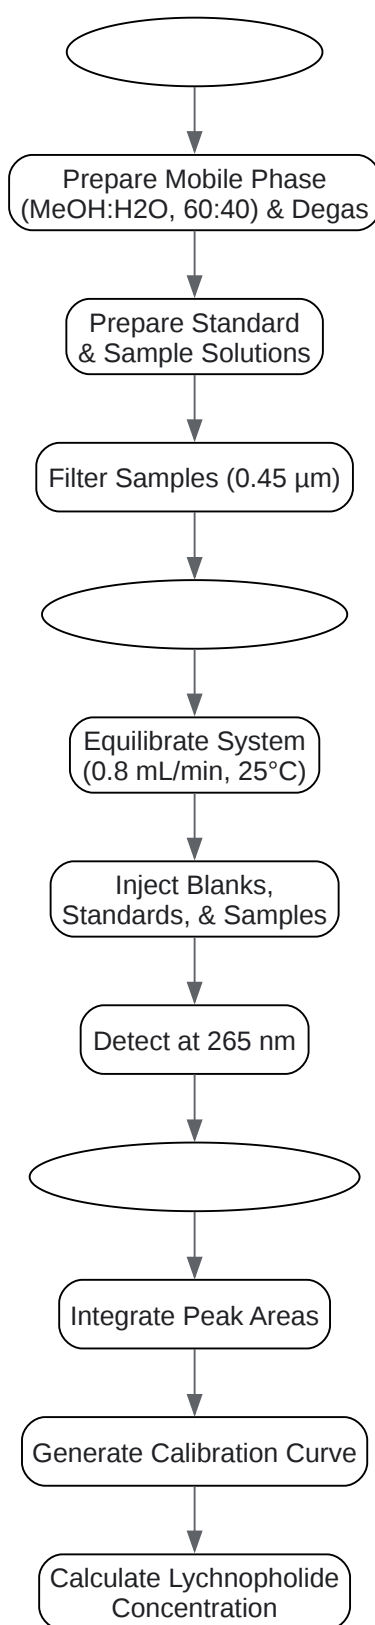 Prepare Mobile Phase
(MeOH:H2O, 60:40) & Degas
Prepare Standard
& Sample Solutions
Filter Samples (0.45 µm)
Equilibrate System
(0.8 mL/min, 25°C)
Inject Blanks,
Standards, & Samples
Detect at 265 nm
Integrate Peak Areas
Generate Calibration Curve
Calculate Lychnopholide
Concentration